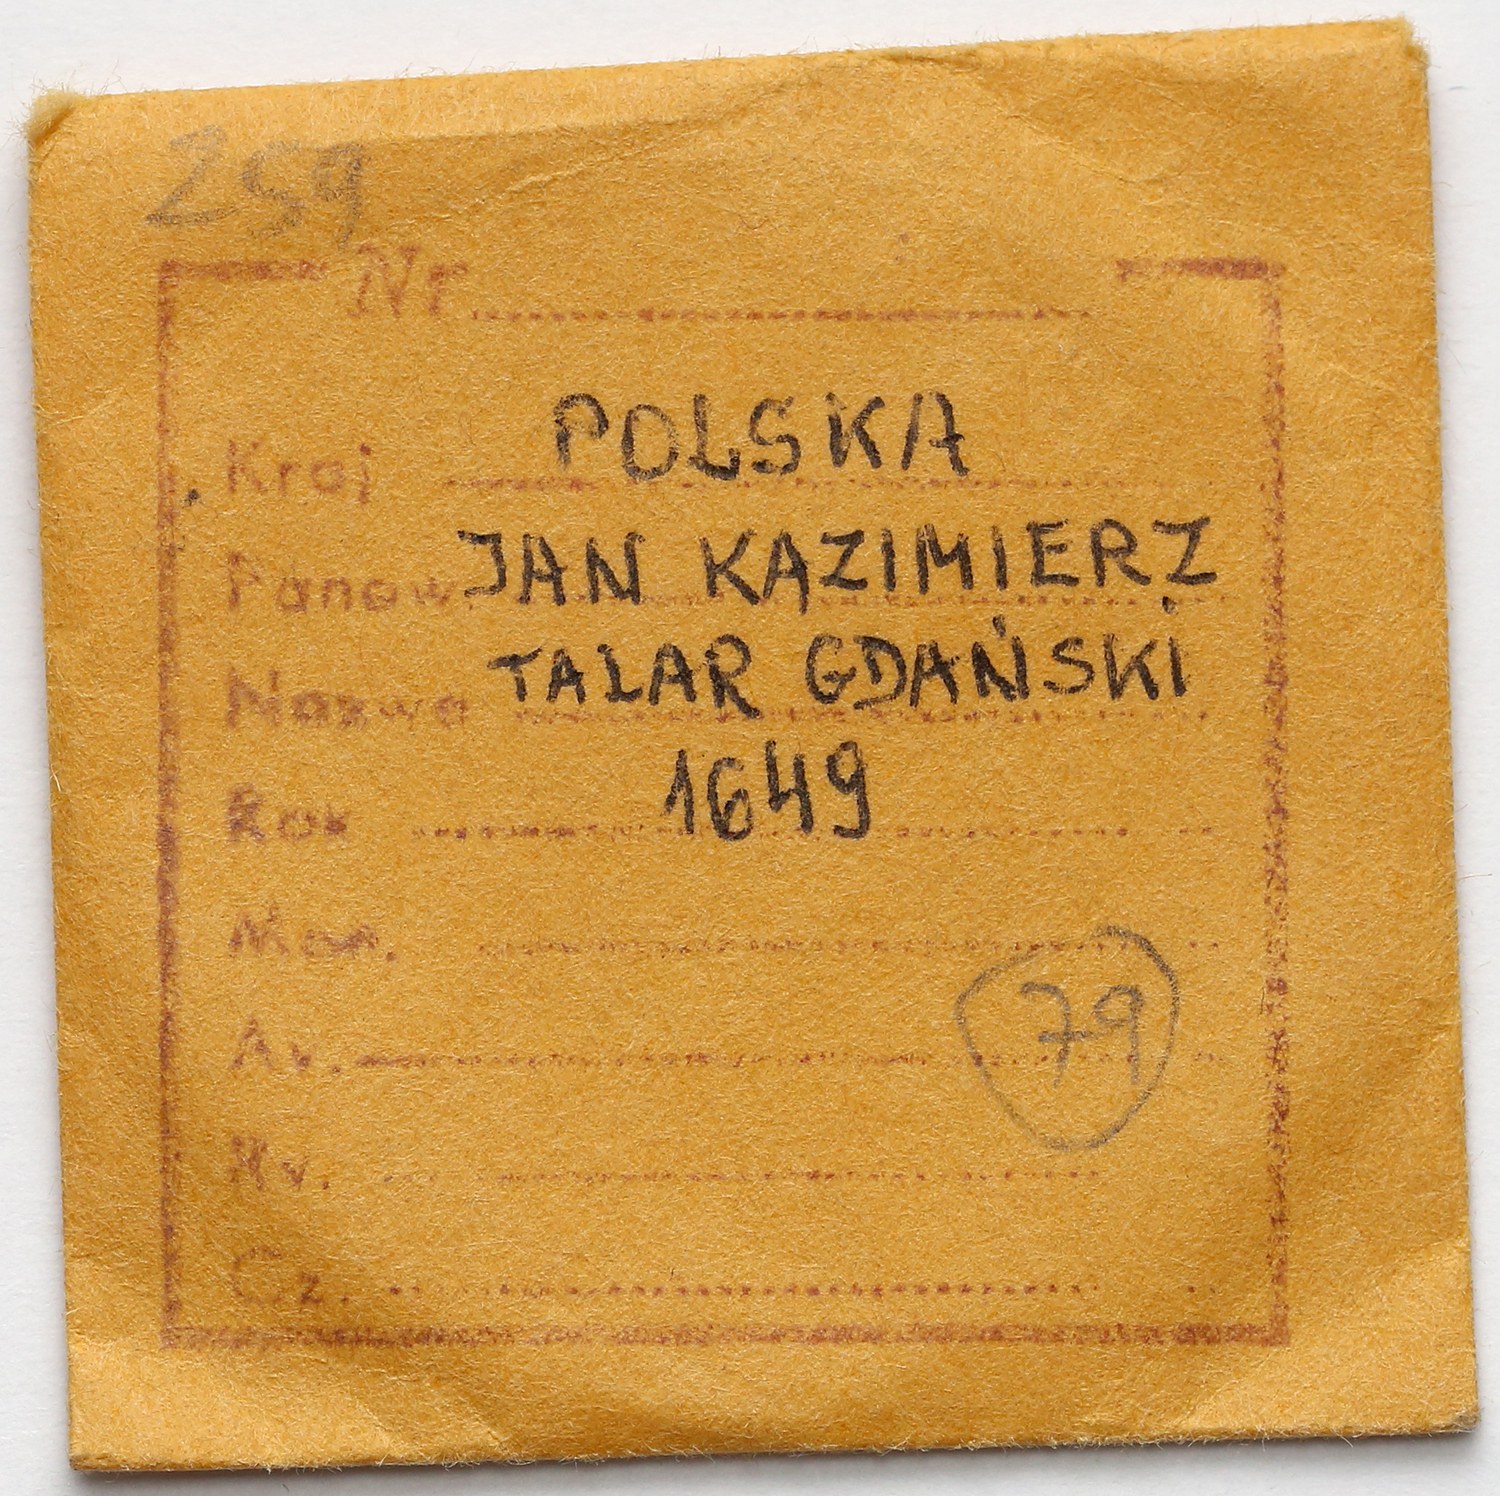 259
Nr
Kraj POLSKA
Panow. JAN KAZIMIERZ
Nazwa TALAR GDAŃSKI
Rok 1649
Men.
Av.
79
Rv.
Cz.